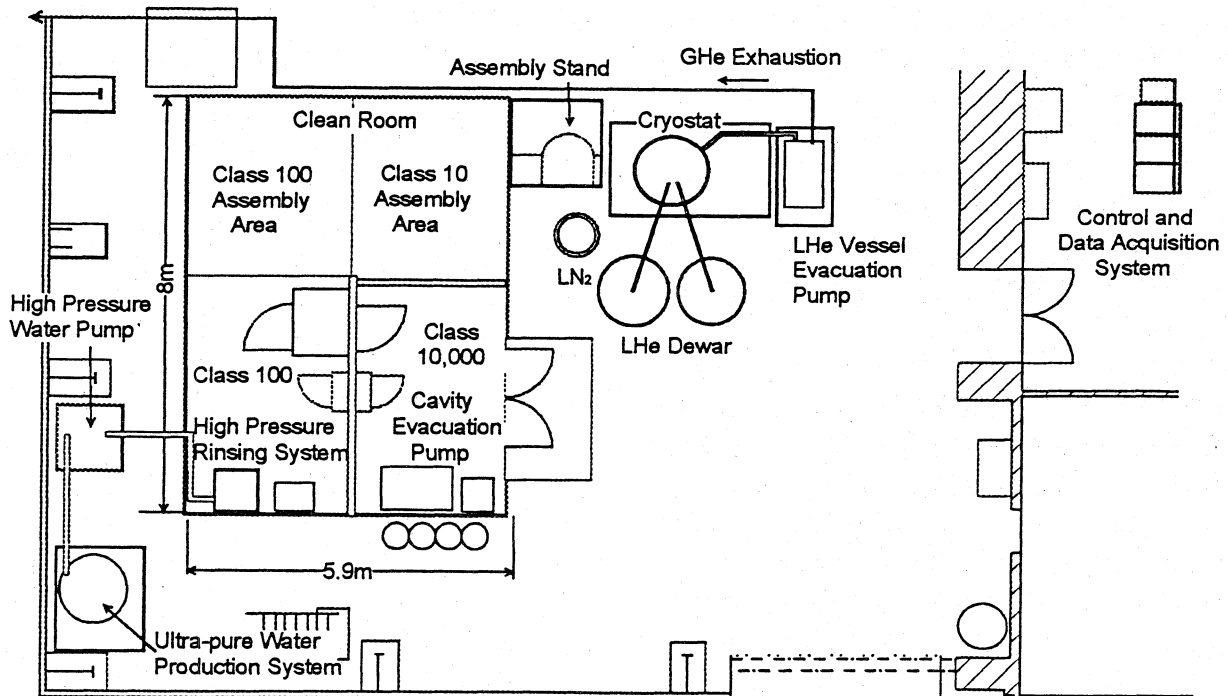 GHe Exhaustion
Assembly Stand
Clean Room
Cryostat
Class 100
Assembly
Area
Class 10
Assembly
Area
Control and
Data Acquisition
System
LHe Vessel
Evacuation
Pump
LN₂
8m
High Pressure
Water Pump
LHe Dewar
Class
10,000
Class 100
Cavity
Evacuation
Pump
High Pressure
Rinsing System
5.9m
Ultra-pure Water
Production System